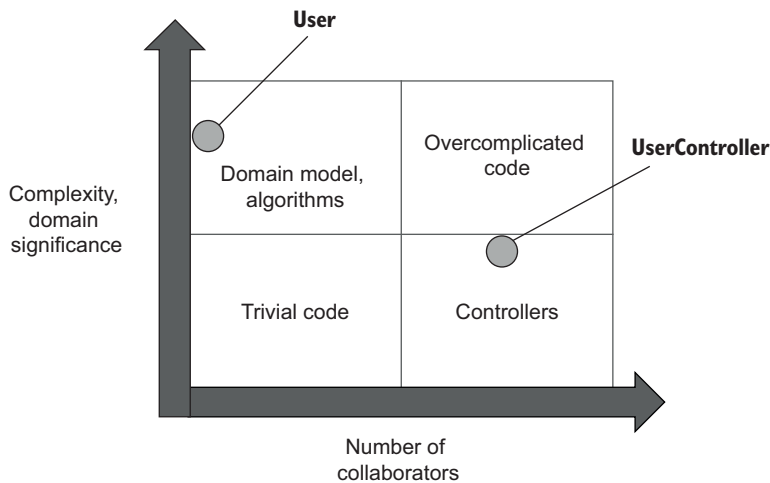 User
UserController
Complexity,
domain
significance
Domain model,
algorithms
Overcomplicated
code
Trivial code
Controllers
Number of
collaborators